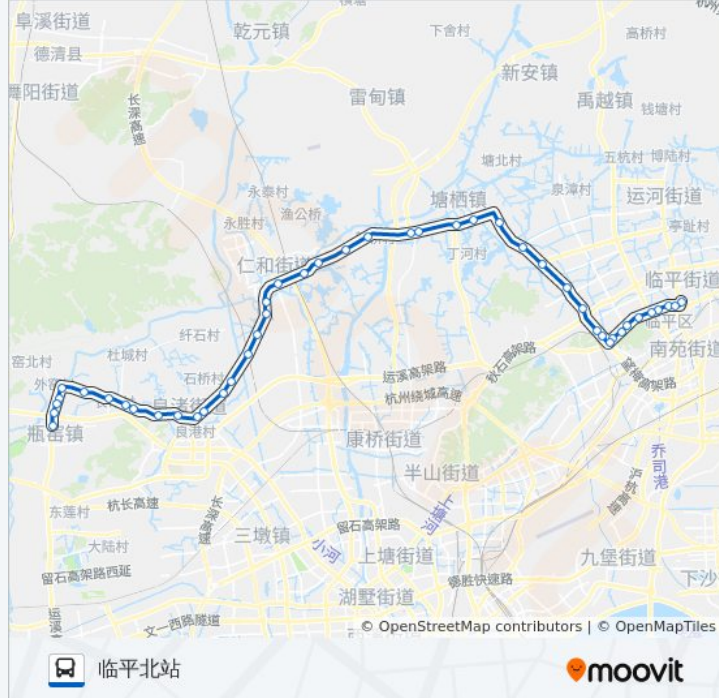 阜溪街道
乾元镇
下舍村
高桥村
德清县
新安镇
雷甸镇
禹越镇
舞阳街道
长深高速
钱塘村
五杭村
博陆村
塘北村
永泰村
泉漳村
运河街道
塘栖镇
渔公桥
永胜村
亭趾村
丁河村
仁和街道
临平街道
临平区
纤石村
南苑街道
杜城村
窑北村
石桥村
运溪高架路
秋石高架路
望梅高架路
杭州绕城高速
瓶窑镇
良港村
康桥街道
乔司港
半山街道
沪杭高速
杭长高速
长深高速
东莲村
上塘河
留石高架路
三墩镇
小河
大陆村
上塘街道
九堡街道
留石高架路西延
德胜快速路
下沙
湖墅街道
文一西路隧道
© OpenStreetMap contributors | © OpenMapTiles
临平北站
moovit